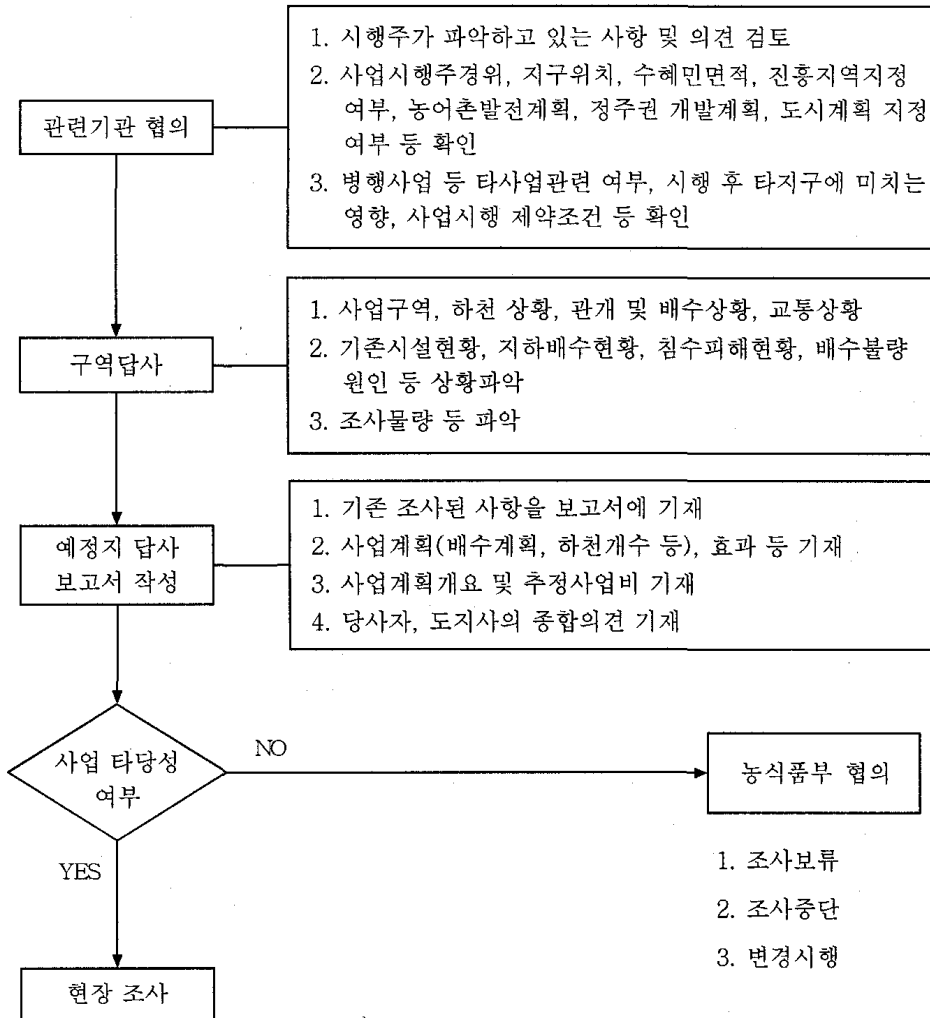 관련기관 협의
1. 시행주가 파악하고 있는 사항 및 의견 검토
2. 사업시행주경위, 지구위치, 수혜민면적, 진흥지역지정
여부, 농어촌발전계획, 정주권 개발계획, 도시계획 지정
여부 등 확인
3. 병행사업 등 타사업관련 여부, 시행 후 타지구에 미치는
영향, 사업시행 제약조건 등 확인
구역답사
1. 사업구역, 하천 상황, 관개 및 배수상황, 교통상황
2. 기존시설현황, 지하배수현황, 침수피해현황, 배수불량
원인 등 상황파악
3. 조사물량 등 파악
예정지 답사
보고서 작성
1. 기존 조사된 사항을 보고서에 기재
2. 사업계획(배수계획, 하천개수 등), 효과 등 기재
3. 사업계획개요 및 추정사업비 기재
4. 당사자, 도지사의 종합의견 기재
사업 타당성
여부
NO
농식품부 협의
YES
1. 조사보류
2. 조사중단
3. 변경시행
현장 조사